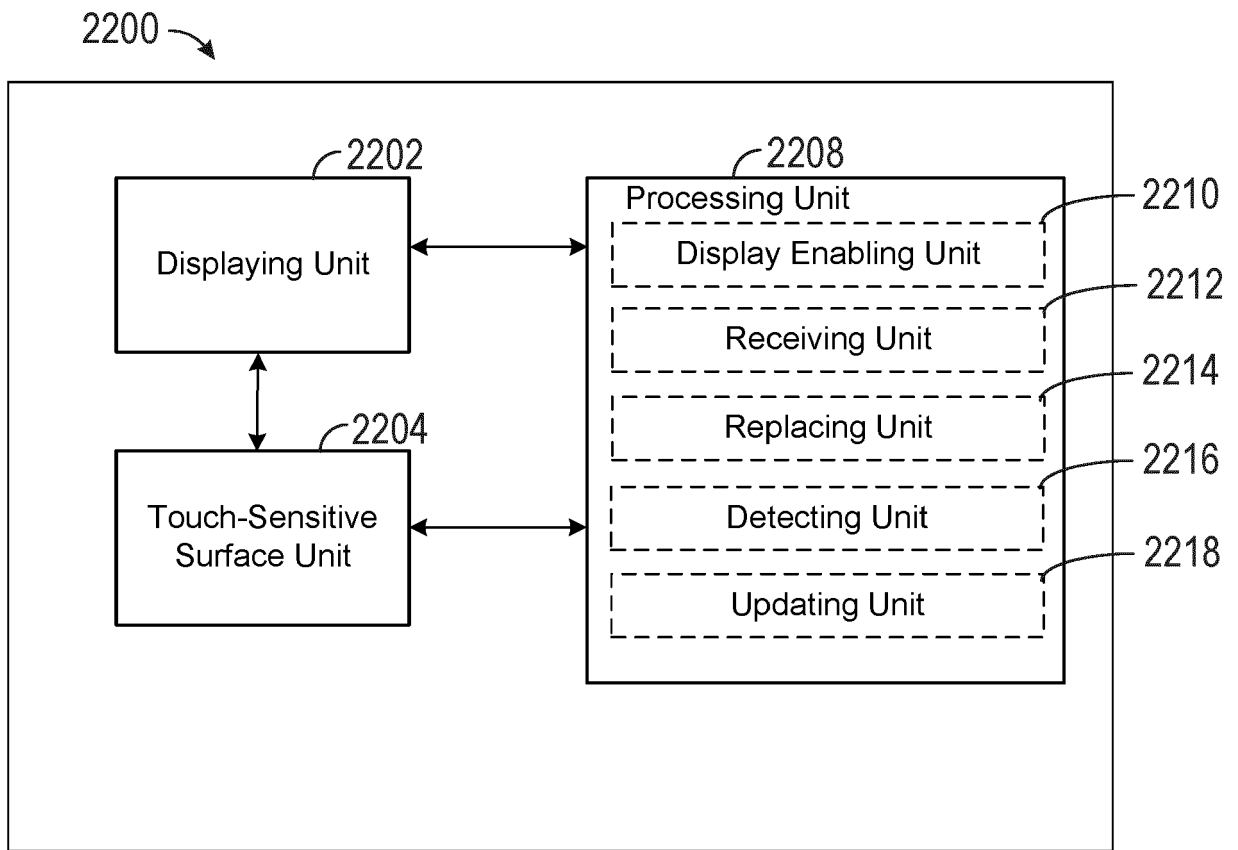 2200
2202
Displaying Unit
2204
Touch-Sensitive
Surface Unit
2208
Processing Unit
2210
Display Enabling Unit
2212
Receiving Unit
2214
Replacing Unit
2216
Detecting Unit
2218
Updating Unit